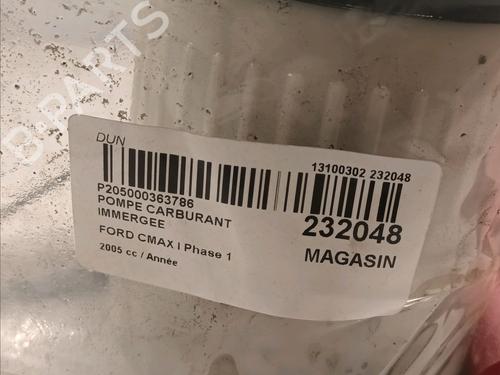 B-PARTS
DUN
13100302 232048
P205000363786
POMPE CARBURANT
IMMERGEE
232048
FORD CMAX I Phase 1
MAGASIN
2005 cc / Année